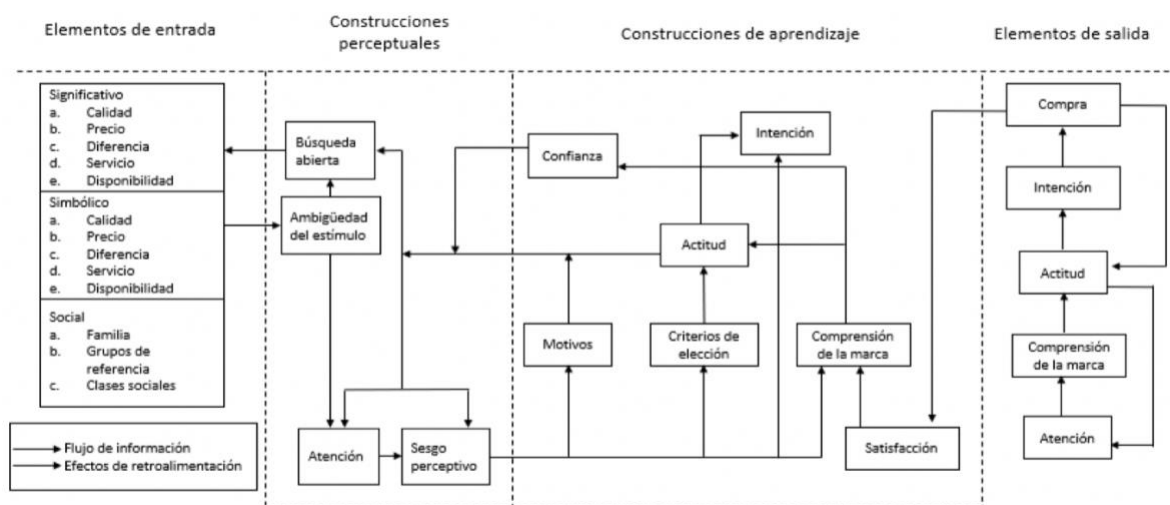 Elementos de entrada
Construcciones
perceptuales
Construcciones de aprendizaje
Elementos de salida
Significativo
a. Calidad
b. Precio
c. Diferencia
d. Servicio
e. Disponibilidad
Simbólico
a. Calidad
b. Precio
c. Diferencia
d. Servicio
e. Disponibilidad
Social
a. Familia
b. Grupos de
referencia
c. Clases sociales
Flujo de información
Efectos de retroalimentación
Búsqueda
abierta
Ambigüedad
del estímulo
Atención
Sesgo
perceptivo
Confianza
Intención
Actitud
Motivos
Criterios de
elección
Comprensión
de la marca
Satisfacción
Compra
Intención
Actitud
Comprensión
de la marca
Atención